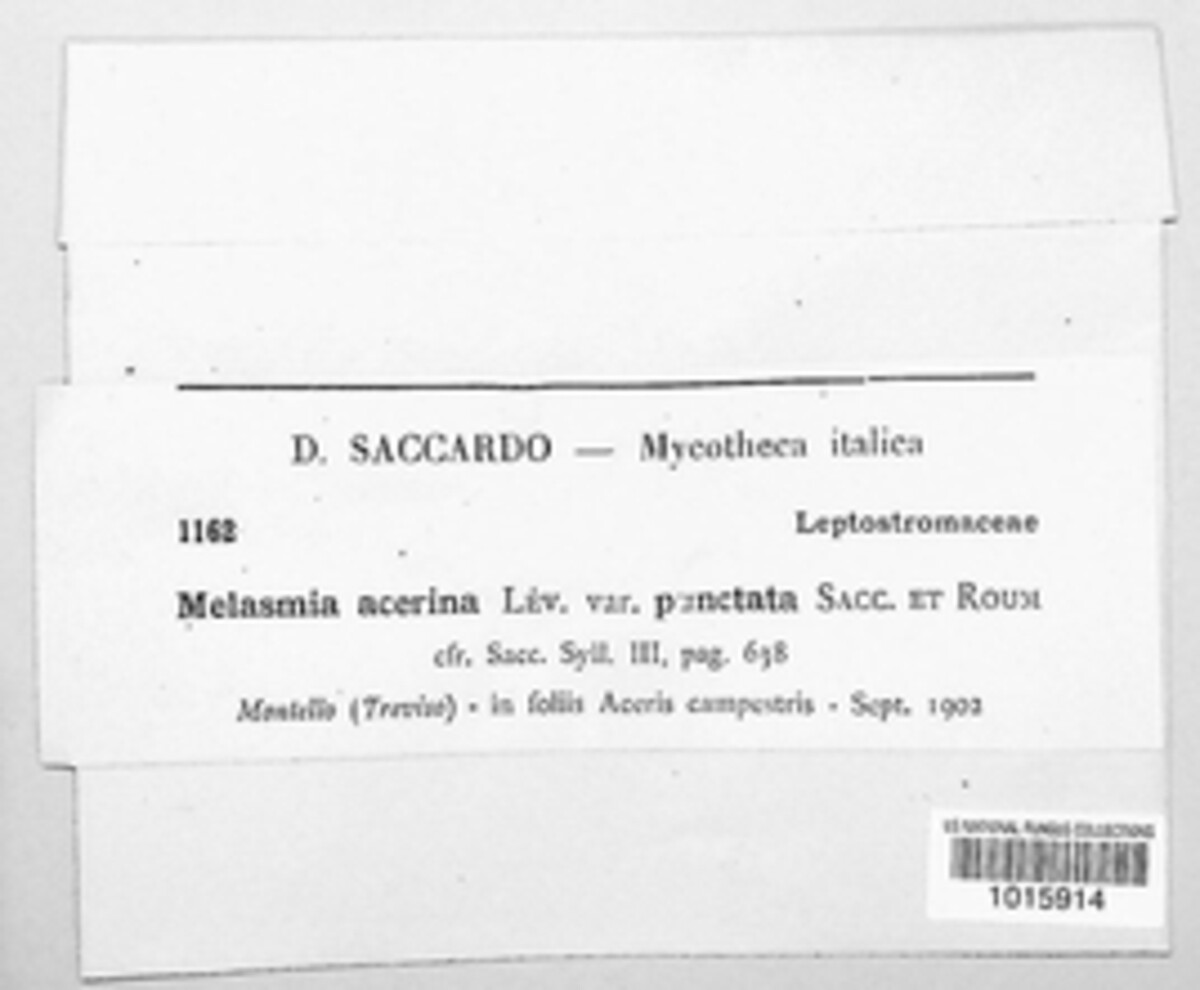 D. SACCARDO — Mycotheca italica
1162
Leptostromaceae
Melasmia acerina Lév. var. punctata SACC. ET ROUM
cfr. Sacc. Syll. III, pag. 638
Montello (Treviso) - in foliis Aceris campestris - Sept. 1902
US NATIONAL FUNGUS COLLECTIONS
1015914